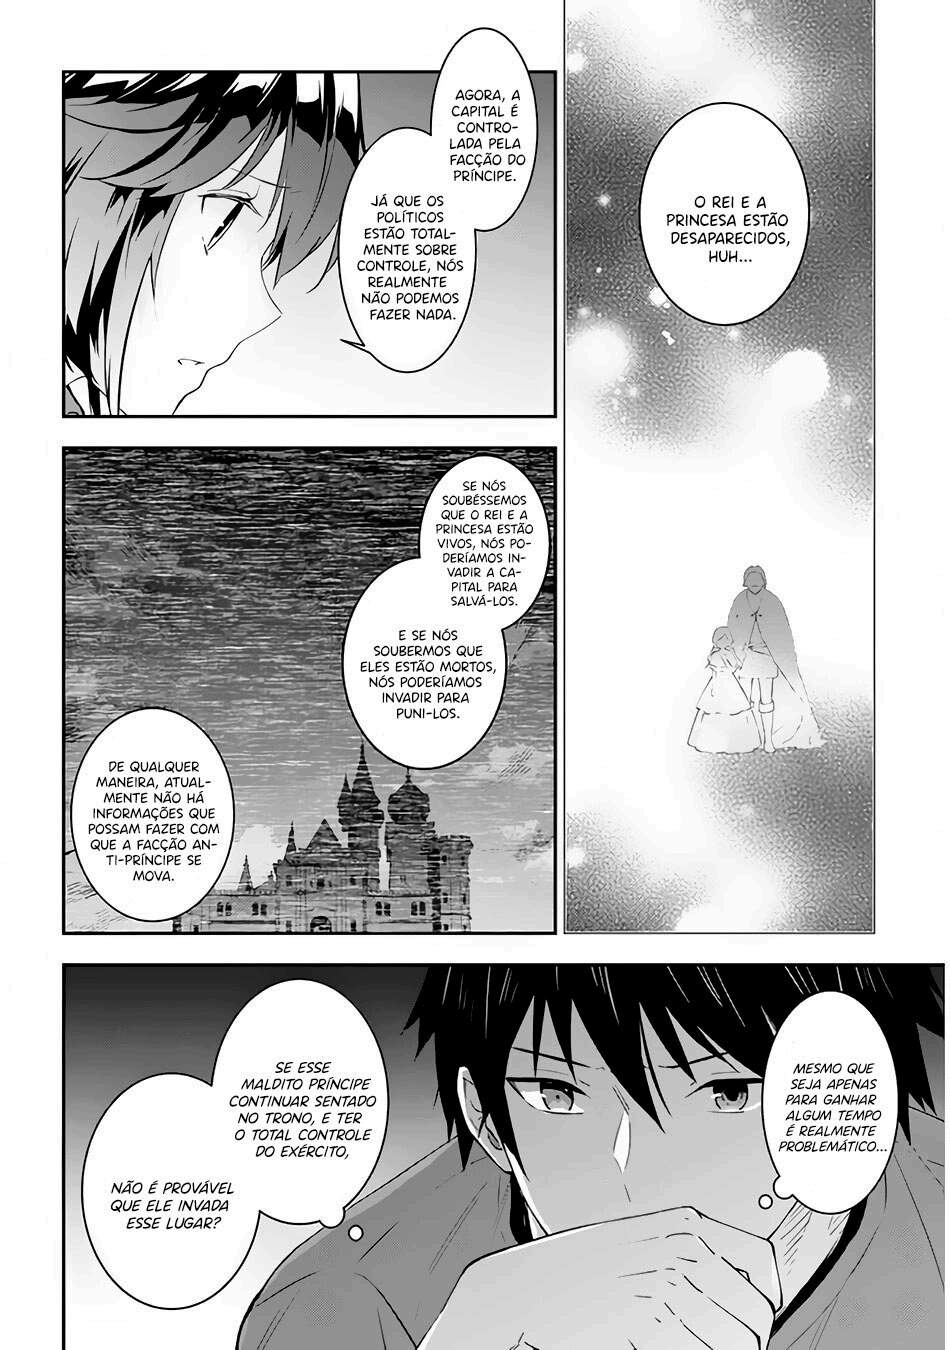 O REI E A
PRINCESA ESTÃO
DESAPARECIDOS,
HUH...
AGORA, A
CAPITAL É
CONTRO-
LADA PELA
FACÇÃO DO
PRÍNCIPE.
JÁ QUE OS
POLÍTICOS
ESTÃO TOTAL-
MENTE SOBRE
CONTROLE, NÓS
REALMENTE
NÃO PODEMOS
FAZER NADA.
SE NÓS
SOUBÉSSEMOS
QUE O REI E A
PRINCESA ESTÃO
VIVOS, NÓS PO-
DERÍAMOS IN-
VADIR A CA-
PITAL PARA
SALVÁ-LOS.
E SE NÓS
SOUBERMOS QUE
ELES ESTÃO MORTOS,
NÓS PODERÍAMOS
INVADIR PARA
PUNI-LOS.
DE QUALQUER
MANEIRA, ATUAL-
MENTE NÃO HÁ
INFORMAÇÕES QUE
POSSAM FAZER COM
QUE A FACÇÃO AN-
TI-PRÍNCIPE SE
MOVA.
MESMO QUE
SEJA APENAS
PARA GANHAR
ALGUM TEMPO
É REALMENTE
PROBLEMÁTICO...
SE ESSE
MALDITO PRÍNCIPE
CONTINUAR SENTADO
NO TRONO, E TER
O TOTAL CONTROLE
DO EXÉRCITO,
NÃO É PROVÁVEL
QUE ELE INVADA
ESSE LUGAR?